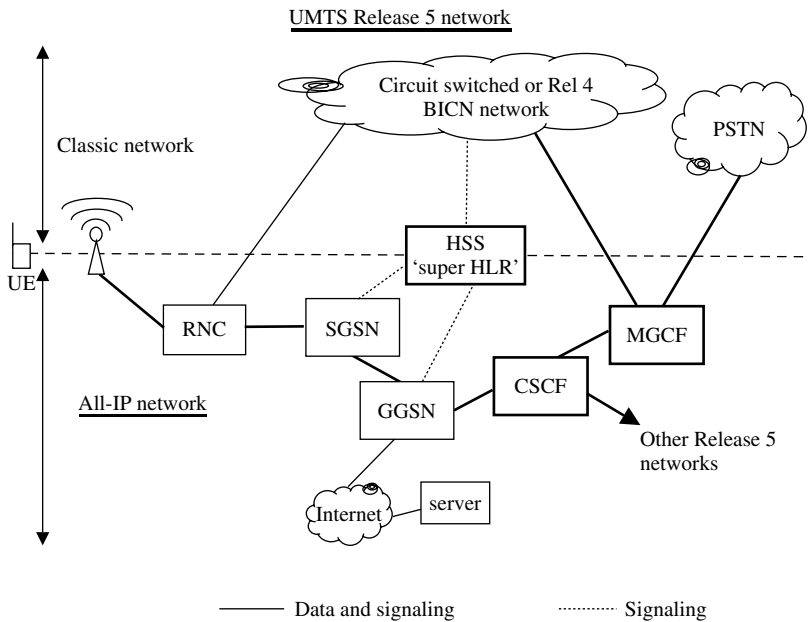 UMTS Release 5 network
Circuit switched or Rel 4
BICN network
PSTN
Classic network
HSS
‘super HLR’
UE
RNC
SGSN
MGCF
CSCF
All-IP network
GGSN
Other Release 5
networks
Internet
server
Data and signaling
Signaling